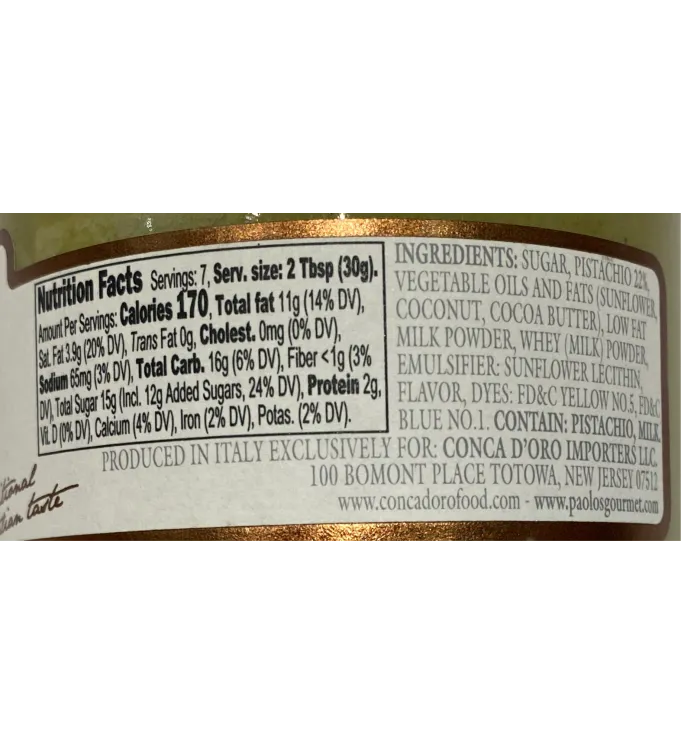 Nutrition Facts Servings: 7, Serv. size: 2 Tbsp (30g).
Amount Per Servings: Calories 170, Total fat 11g (14% DV),
Sat. Fat 3.9g (20% DV), Trans Fat 0g, Cholest. 0mg (0% DV),
Sodium 65mg (3% DV), Total Carb. 16g (6% DV), Fiber <1g (3%
DV), Total Sugar 15g (Incl. 12g Added Sugars, 24% DV), Protein 2g,
Vit. D (0% DV), Calcium (4% DV), Iron (2% DV), Potas. (2% DV).
INGREDIENTS: SUGAR, PISTACHIO 22%,
VEGETABLE OILS AND FATS (SUNFLOWER,
COCONUT, COCOA BUTTER), LOW FAT
MILK POWDER, WHEY (MILK) POWDER,
EMULSIFIER: SUNFLOWER LECITHIN,
FLAVOR, DYES: FD&C YELLOW NO.5, FD&C
BLUE NO.1. CONTAIN: PISTACHIO, MILK.
PRODUCED IN ITALY EXCLUSIVELY FOR: CONCA D'ORO IMPORTERS LLC.
100 BOMONT PLACE TOTOWA, NEW JERSEY 07512
www.concadorofood.com - www.paolosgourmet.com
taste